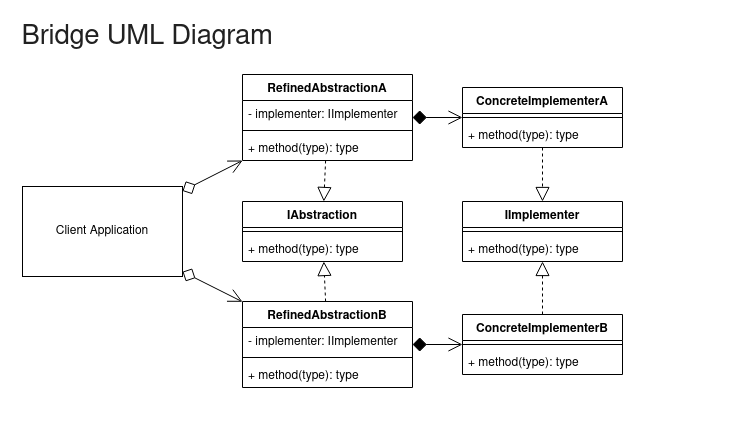 Bridge UML Diagram
RefinedAbstractionA
- implementer: IImplementer
+ method(type): type
ConcreteImplementerA
+ method(type): type
Client Application
IAbstraction
+ method(type): type
IImplementer
+ method(type): type
RefinedAbstractionB
- implementer: IImplementer
+ method(type): type
ConcreteImplementerB
+ method(type): type